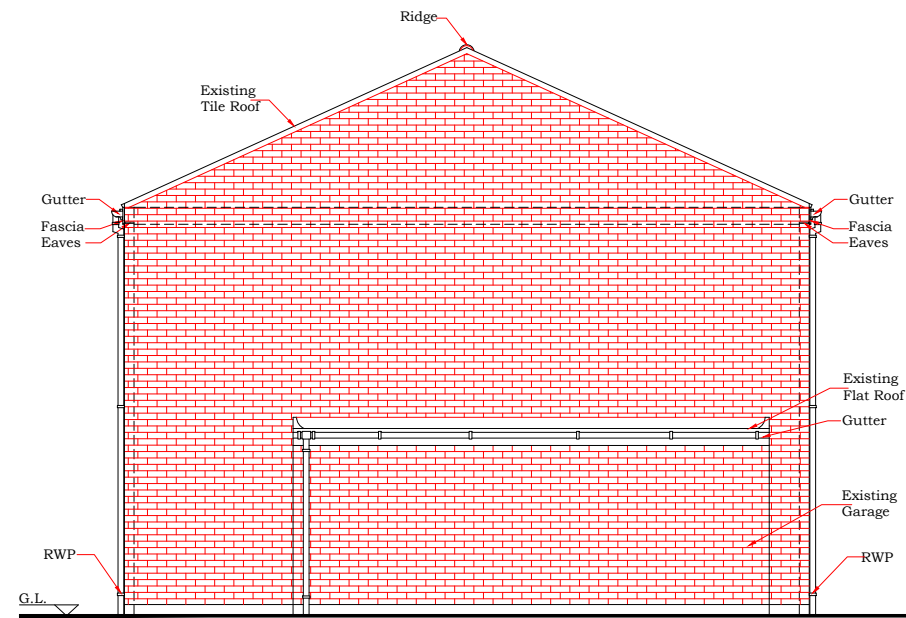 Ridge
Existing
Tile Roof
Gutter
Gutter
Fascia
Fascia
Eaves
Eaves
Existing
Flat Roof
Gutter
Existing
Garage
RWP
RWP
G.L.